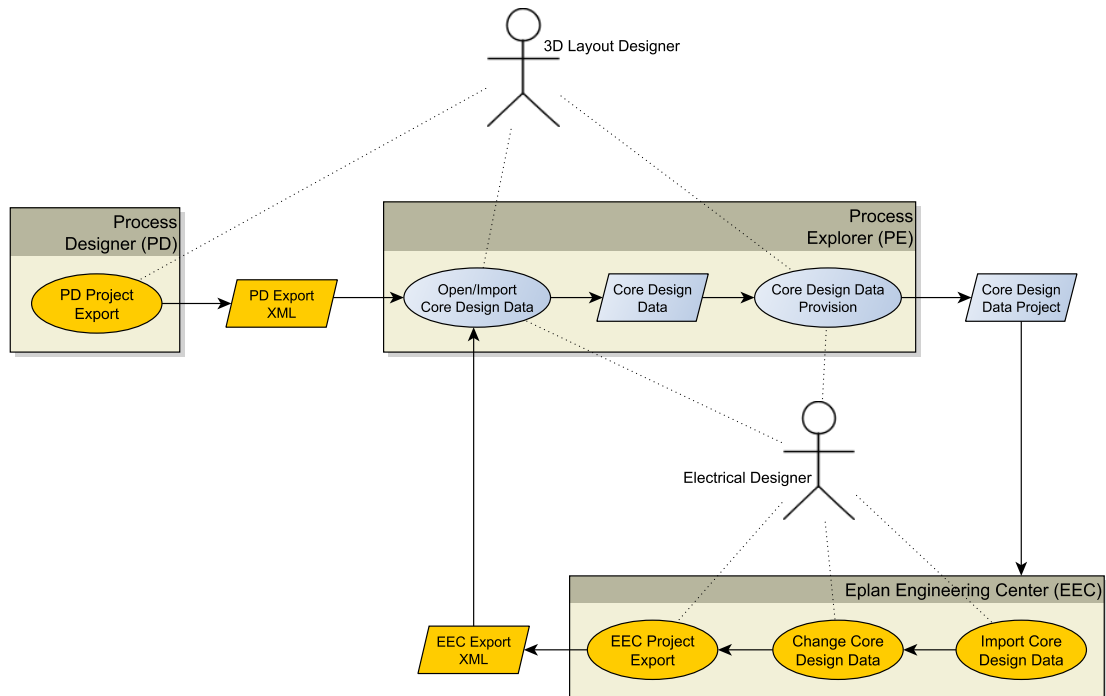 3D Layout Designer
Process
Designer (PD)
Process
Explorer (PE)
PD Project
Export
PD Export
XML
Open/Import
Core Design Data
Core Design
Data
Core Design Data
Provision
Core Design
Data Project
Electrical Designer
Eplan Engineering Center (EEC)
EEC Export
XML
EEC Project
Export
Change Core
Design Data
Import Core
Design Data